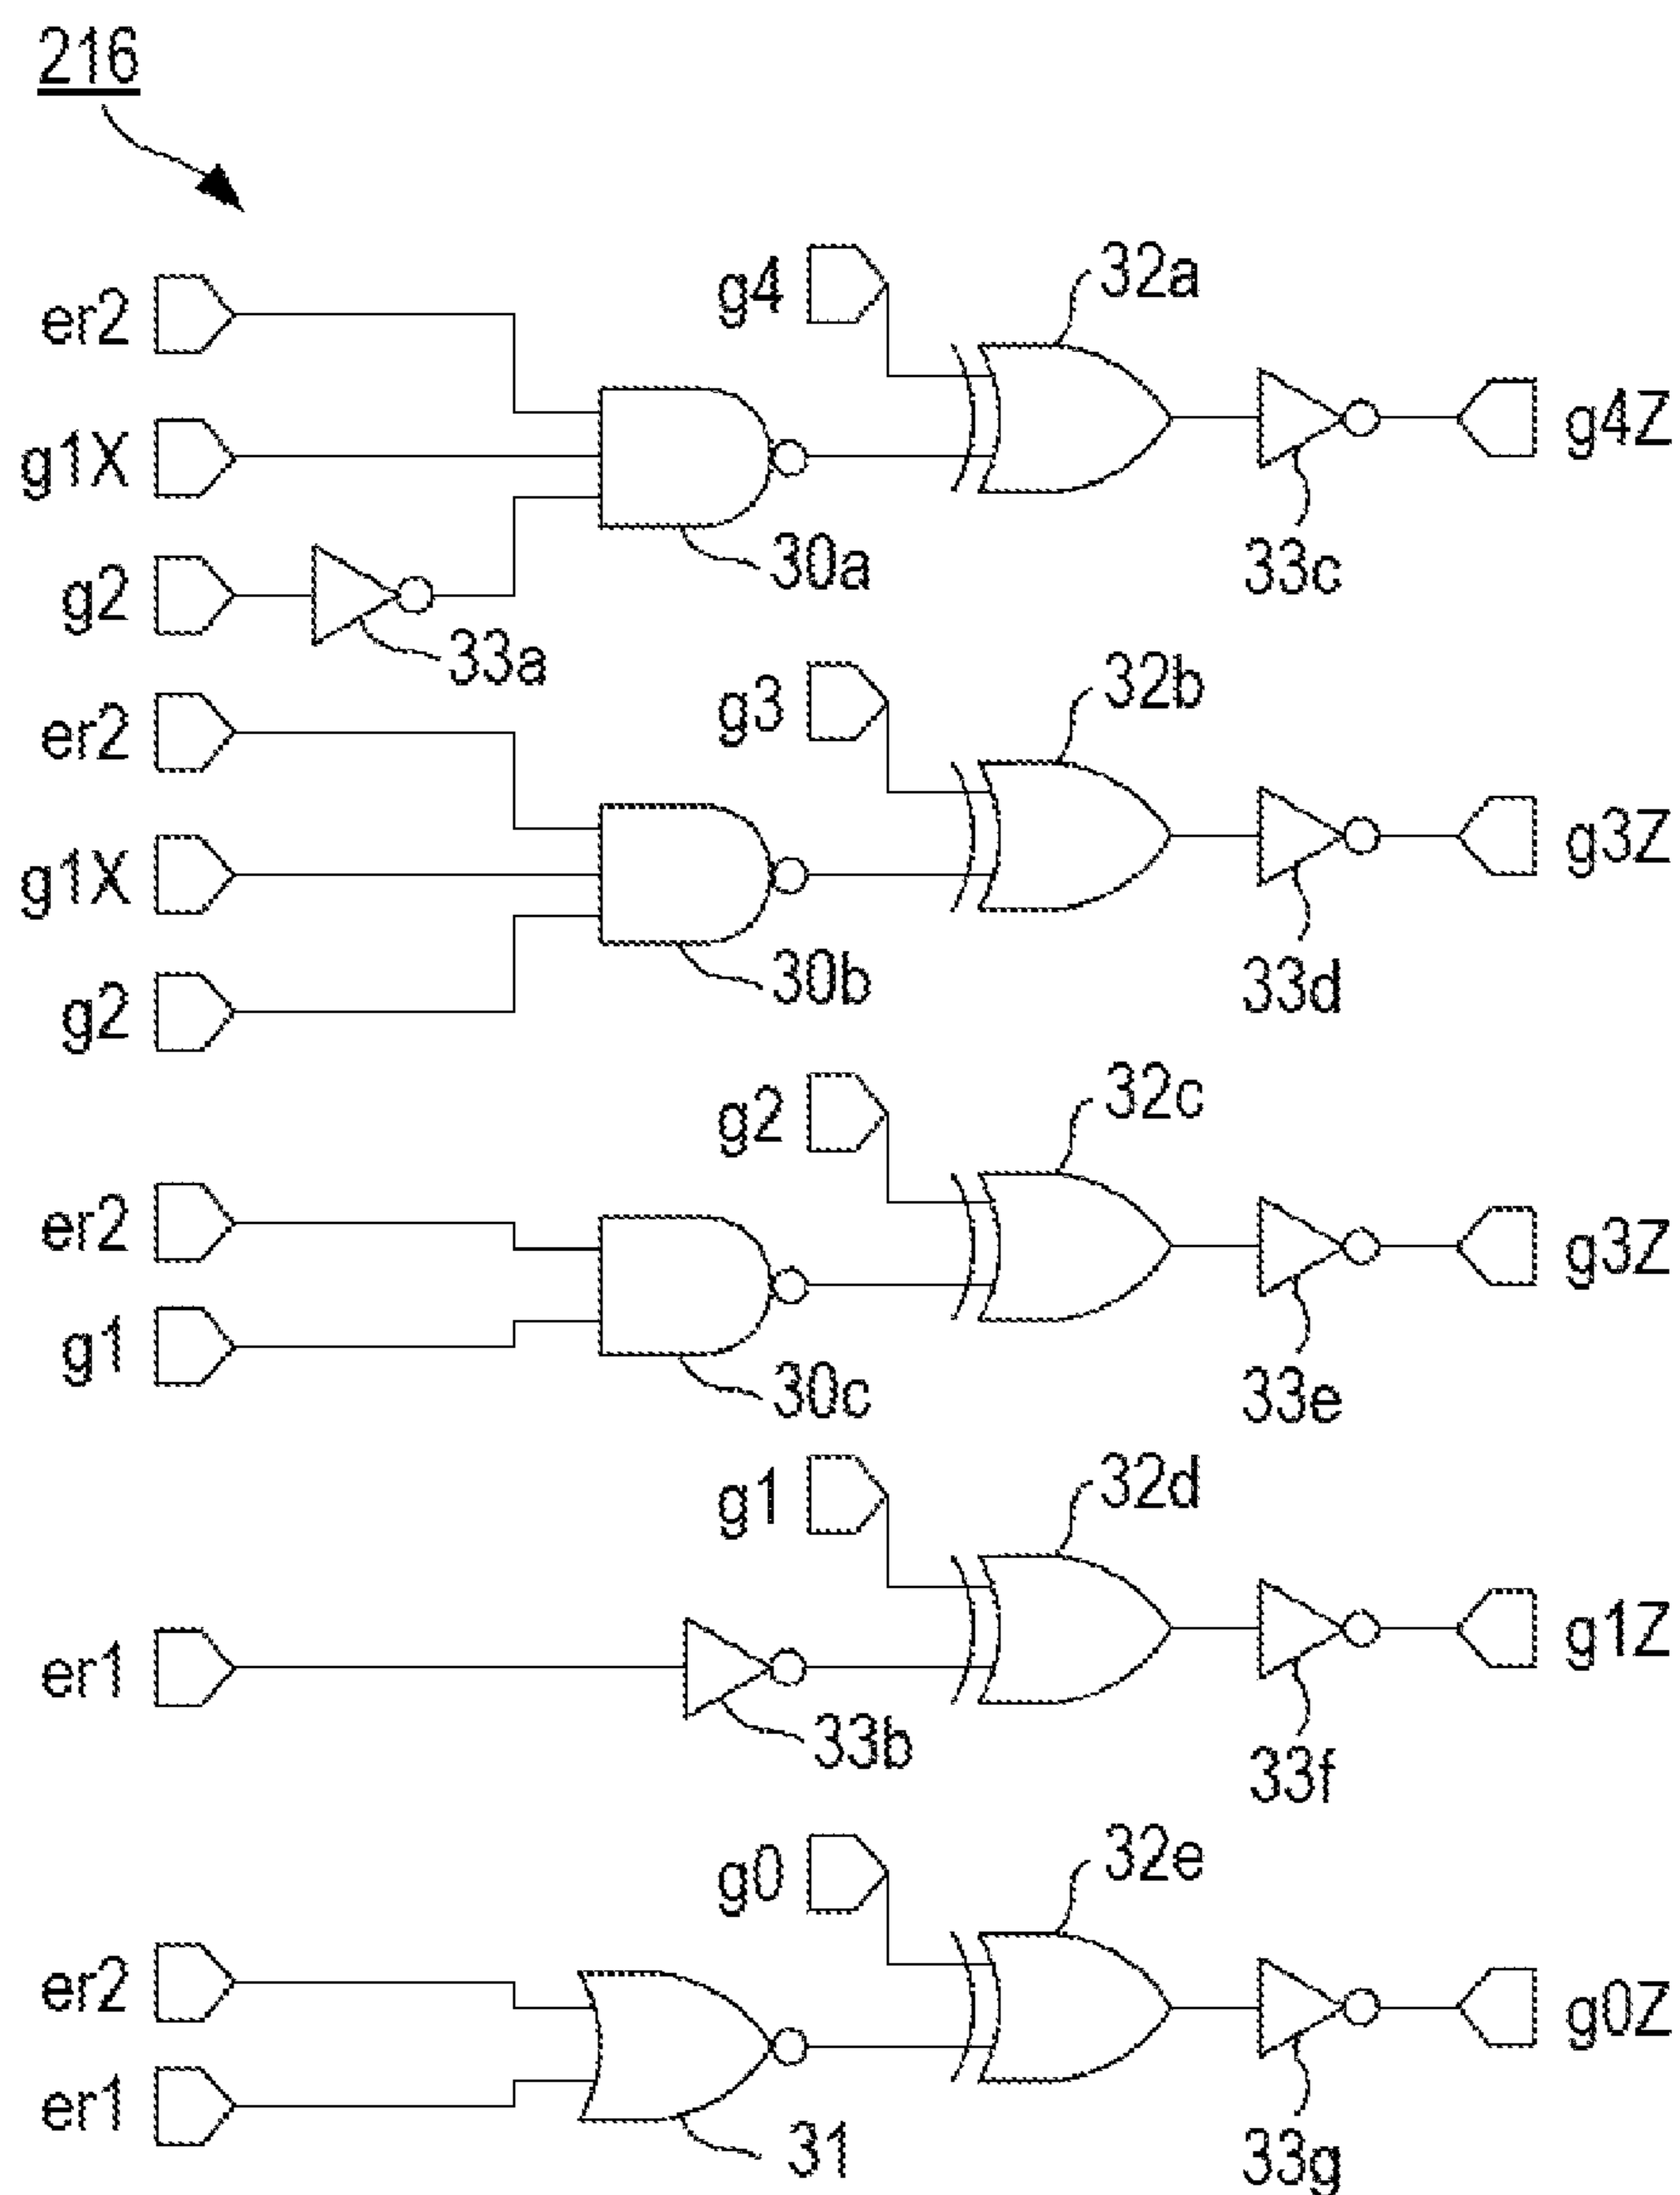 216
g4
32a
er2
g1X
g4Z
30a
33c
g2
33a
g3
32b
er2
g1X
g3Z
30b
33d
g2
g2
32c
er2
g3Z
g1
30c
33e
g1
32d
er1
g1Z
33b
33f
g0
32e
er2
g0Z
er1
31
33g